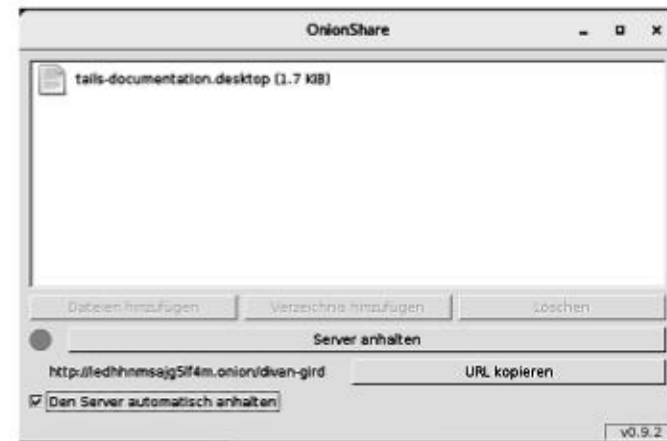 OnionShare
tails-documentation.desktop (1.7 KiB)
Dateien hinzufügen Verzeichnis hinzufügen Löschen
Server anhalten
URL kopieren
Den Server automatisch anhalten
v0.9.2